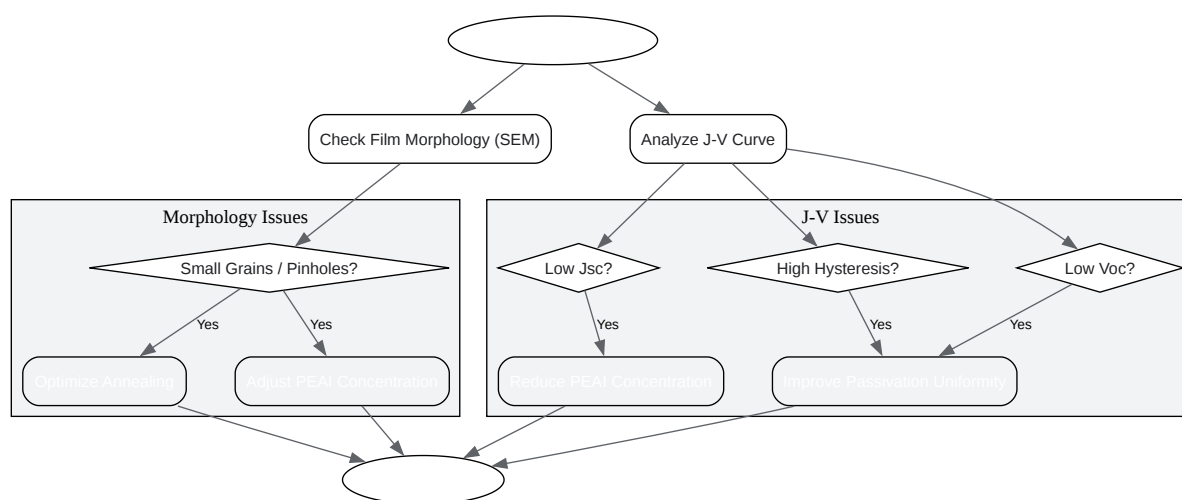 Check Film Morphology (SEM)
Analyze J-V Curve
Morphology Issues
J-V Issues
Small Grains / Pinholes?
Low Jsc?
High Hysteresis?
Low Voc?
Yes
Yes
Yes
Yes
Yes
Optimize Annealing
Adjust PEAI Concentration
Reduce PEAI Concentration
Improve Passivation Uniformity